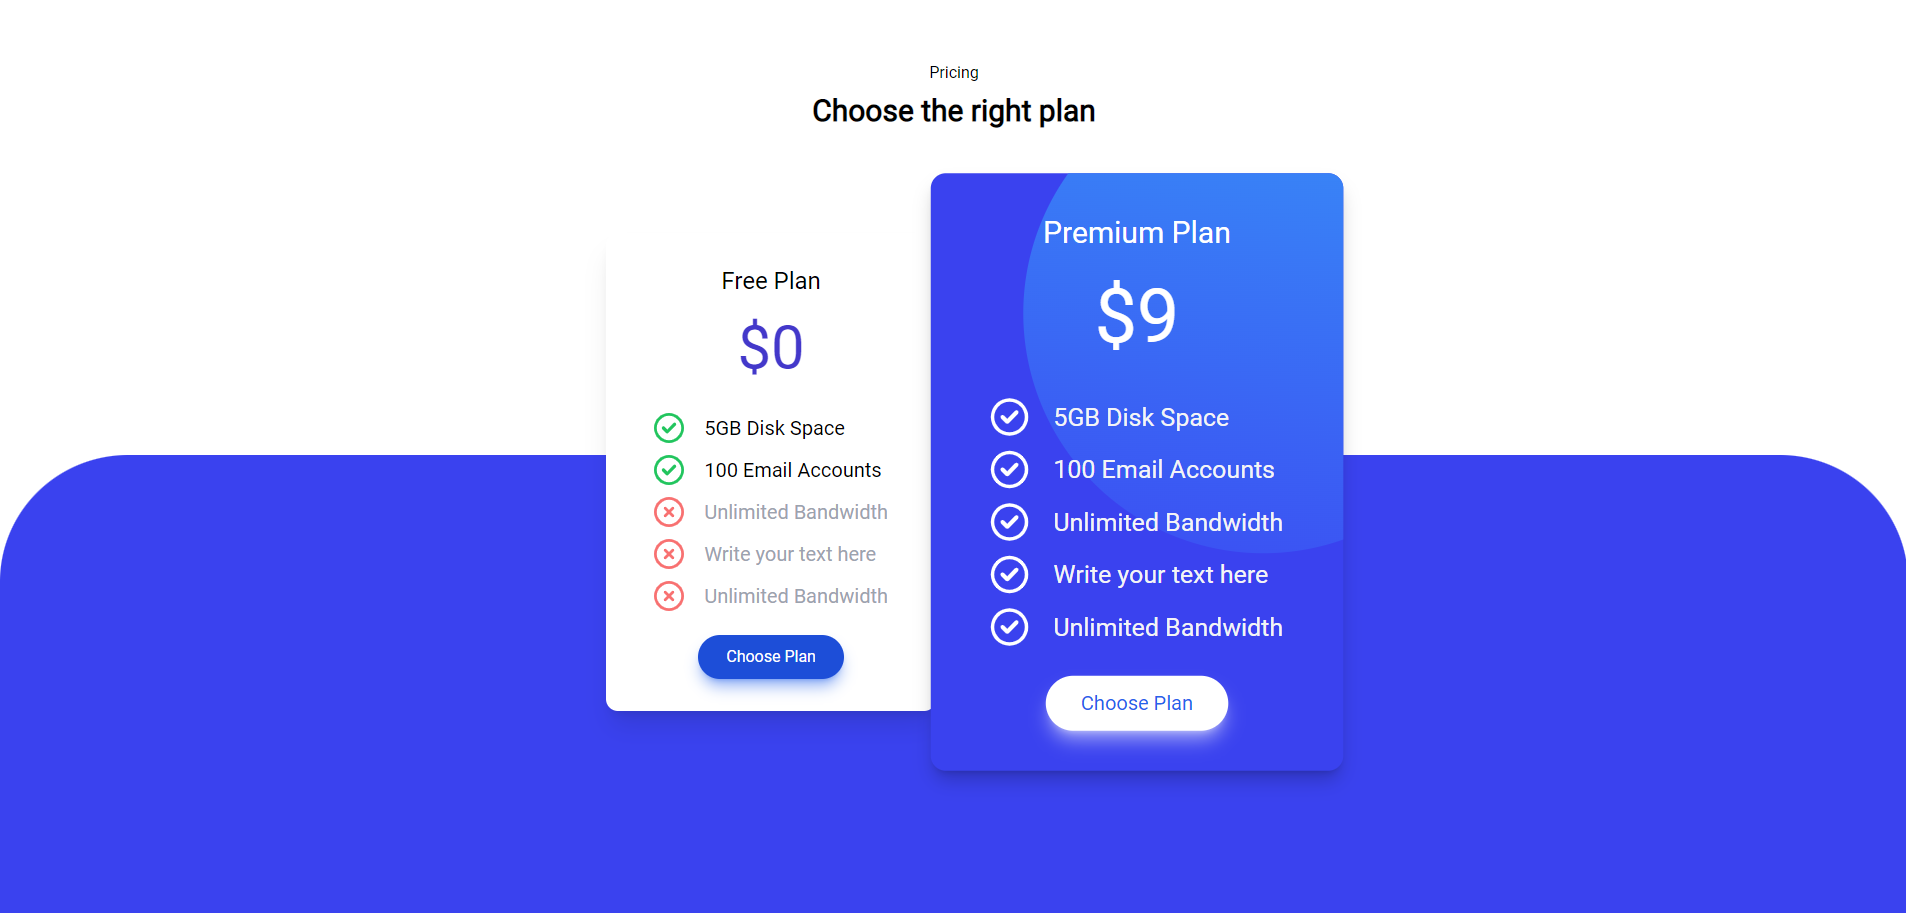 Pricing
Choose the right plan
Free Plan
$0
5GB Disk Space
100 Email Accounts
Unlimited Bandwidth
Write your text here
Unlimited Bandwidth
Choose Plan
Premium Plan
$9
5GB Disk Space
100 Email Accounts
Unlimited Bandwidth
Write your text here
Unlimited Bandwidth
Choose Plan